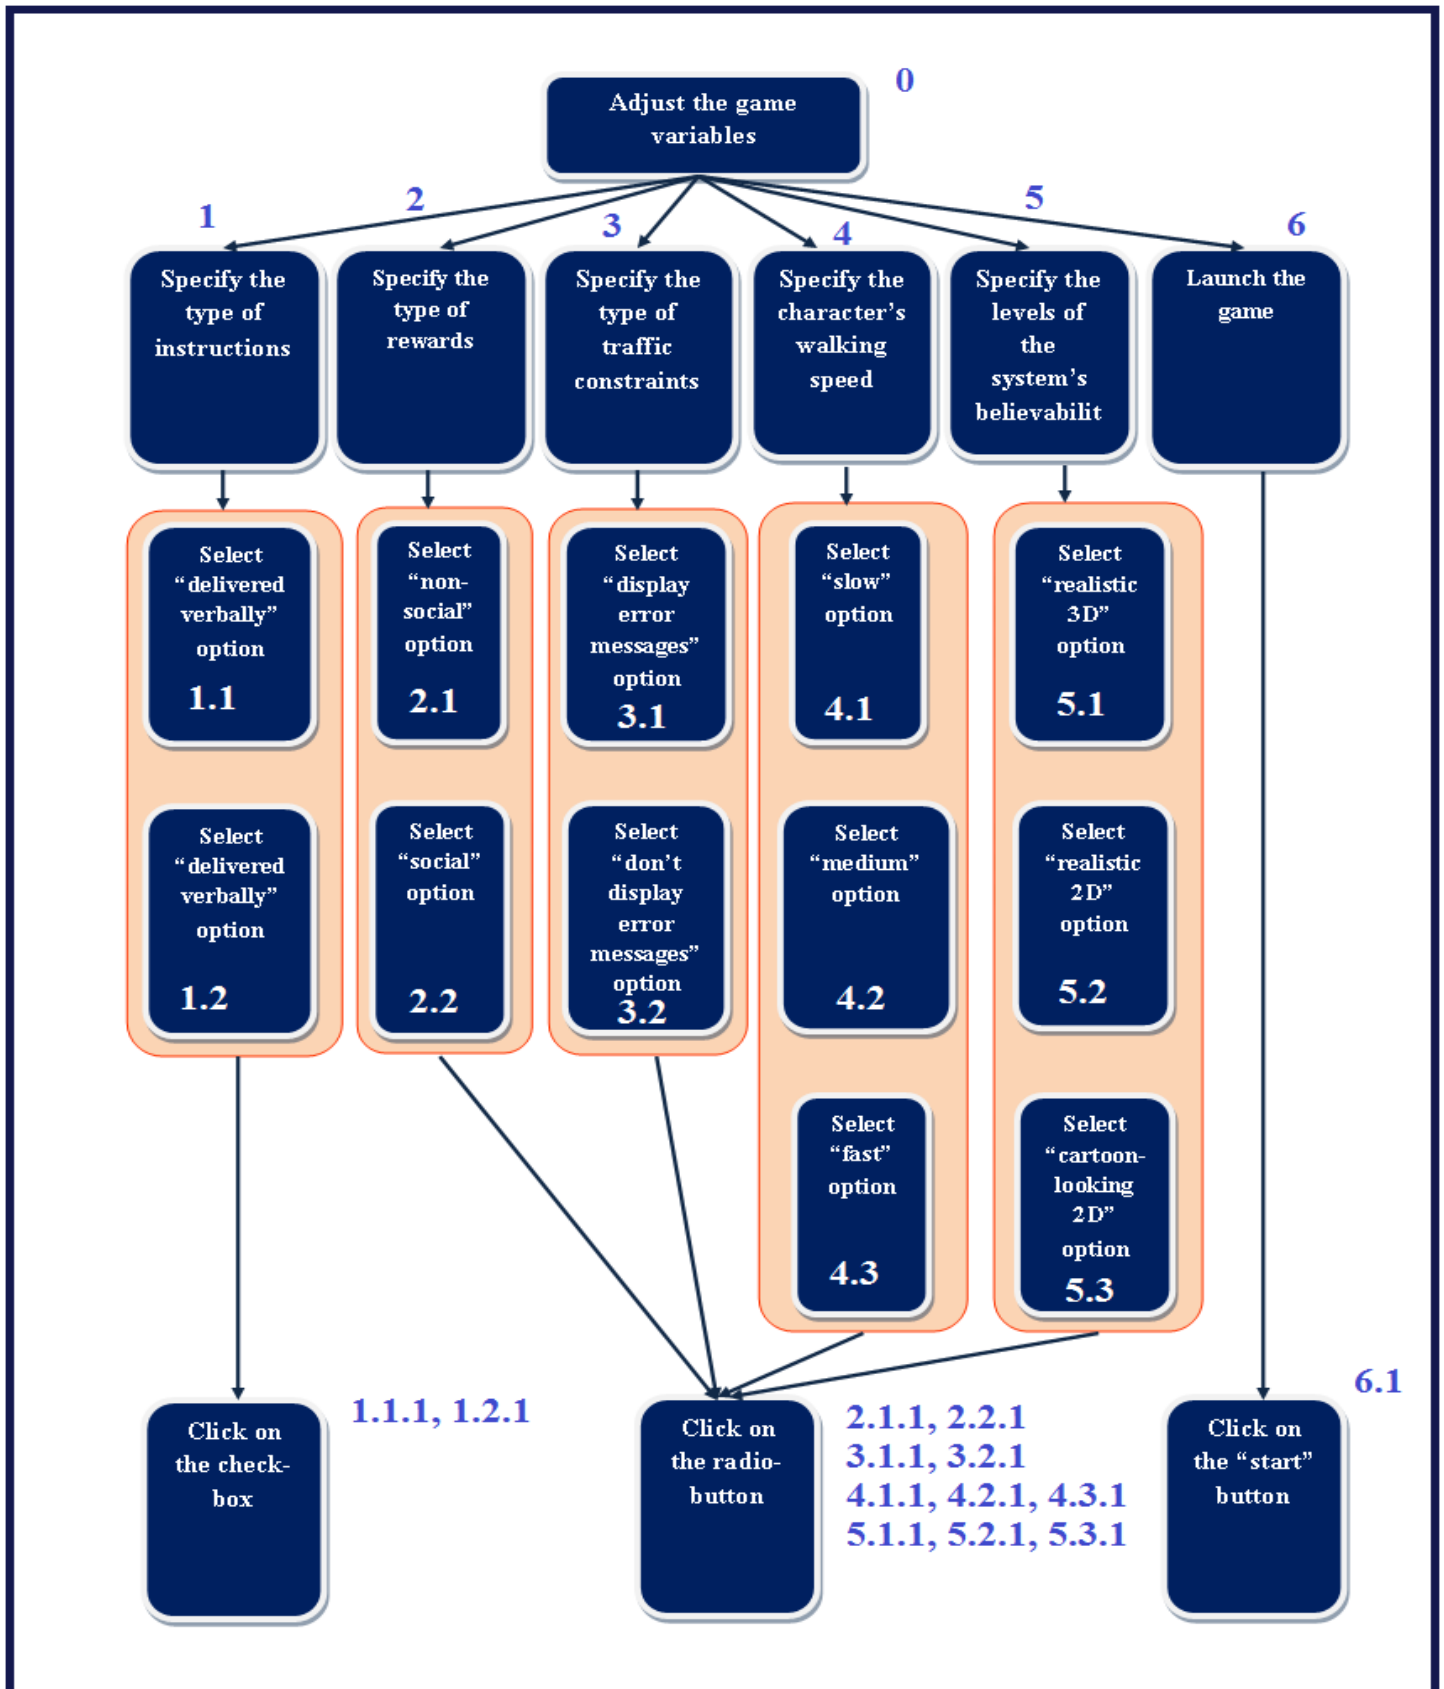 0
Adjust the game
variables
1
2
3
4
5
6
Specify the
type of
instructions
Specify the
type of
rewards
Specify the
type of
traffic
constraints
Specify the
character’s
walking
speed
Specify the
levels of
the
system’s
believabilit
Launch the
game
Select
“delivered
verbally”
option
1.1
Select
“non-
social”
option
2.1
Select
“display
error
messages”
option
3.1
Select
“slow”
option
4.1
Select
“realistic
3D”
option
5.1
Select
“delivered
verbally”
option
1.2
Select
“social”
option
2.2
Select
“don’t
display
error
messages”
option
3.2
Select
“medium”
option
4.2
Select
“realistic
2D”
option
5.2
Select
“fast”
option
4.3
Select
“cartoon-
looking
2D”
option
5.3
Click on
the check-
box
1.1.1, 1.2.1
Click on
the radio-
button
2.1.1, 2.2.1
3.1.1, 3.2.1
4.1.1, 4.2.1, 4.3.1
5.1.1, 5.2.1, 5.3.1
6.1
Click on
the “start”
button